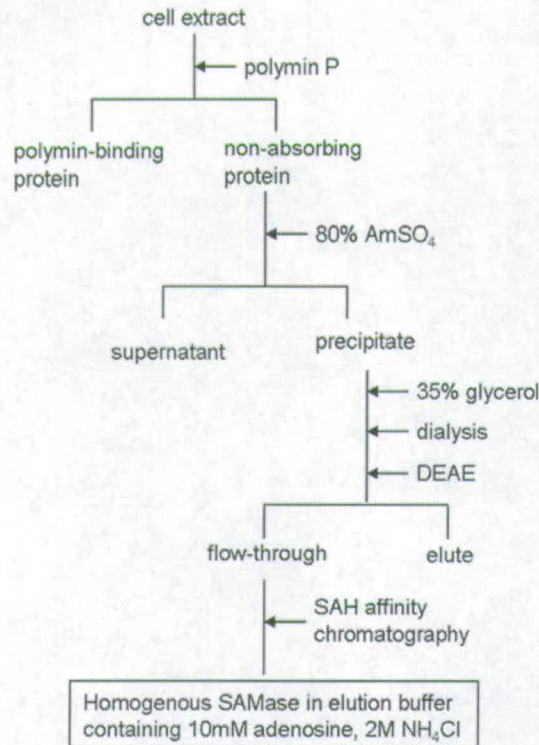 cell extract
polymin P
polymin-binding
protein
non-absorbing
protein
80% AmSO₄
supernatant
precipitate
35% glycerol
dialysis
DEAE
flow-through
elute
SAH affinity
chromatography
Homogenous SAMase in elution buffer
containing 10mM adenosine, 2M NH₄Cl